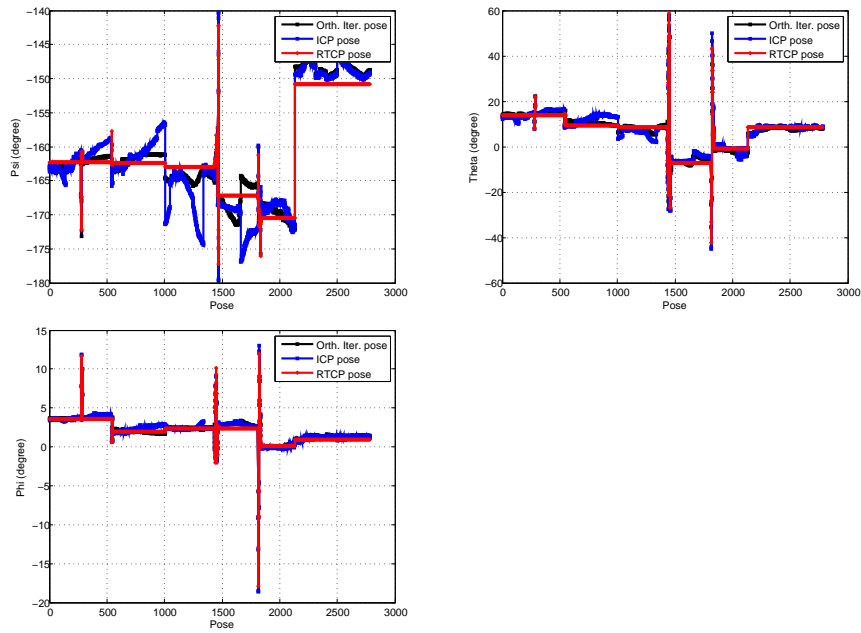 −140
−145
−150
−155
−160
−165
−170
−175
−180
Psi (degree)
0 500 1000 1500 2000 2500 3000
Pose
Orth. Iter. pose
ICP pose
RTCP pose
60
40
20
0
−20
−40
−60
Theta (degree)
0 500 1000 1500 2000 2500 3000
Pose
Orth. Iter. pose
ICP pose
RTCP pose
15
10
5
0
−5
−10
−15
−20
Phi (degree)
0 500 1000 1500 2000 2500 3000
Pose
Orth. Iter. pose
ICP pose
RTCP pose